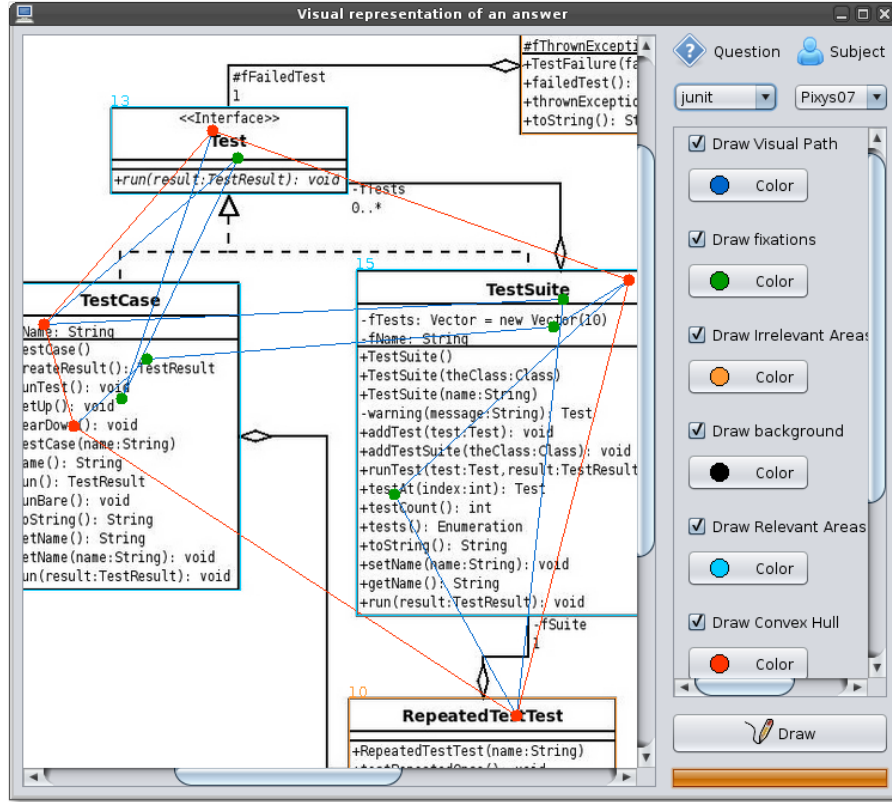 Visual representation of an answer
#fThrownExcepti
+TestFailure(fa
+failedTest():
+thrownExceptio
+toString(): St
#fFailedTest
1
13
<<Interface>>
Test
+run(result:TestResult): void
-fTests
0..*
TestCase
Name: String
estCase()
reateResult(): TestResult
unTest(): void
etUp(): void
earDown(): void
estCase(name:String)
ame(): String
un(): TestResult
unBare(): void
oString(): String
etName(): String
etName(name:String): void
un(result:TestResult): void
15
TestSuite
-fTests: Vector = new Vector(10)
-fName: String
+TestSuite()
+TestSuite(theClass:Class)
+TestSuite(name:String)
-warning(message:String): Test
+addTest(test:Test): void
+addTestSuite(theClass:Class): void
+runTest(test:Test,result:TestResult
+testAt(index:int): Test
+testCount(): int
+tests(): Enumeration
+toString(): String
+setName(name:String): void
+getName(): String
+run(result:TestResult): void
-fSuite
1
10
RepeatedTestTest
+RepeatedTestTest(name:String)
+testRepeatedOnce(): void
Question
Subject
junit
Pixys07
Draw Visual Path
Color
Draw fixations
Color
Draw Irrelevant Areas
Color
Draw background
Color
Draw Relevant Areas
Color
Draw Convex Hull
Color
Draw